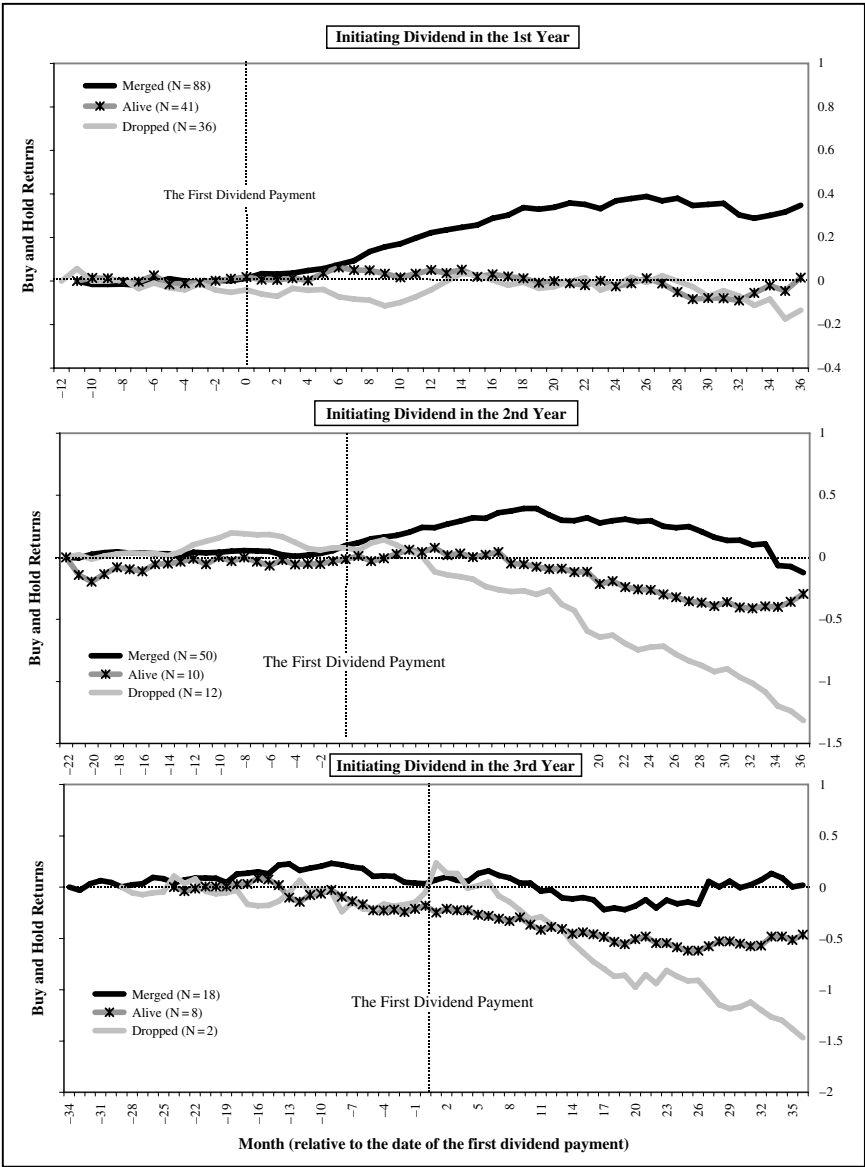 Initiating Dividend in the 1st Year
Merged (N = 88)
Alive (N = 41)
Dropped (N = 36)
The First Dividend Payment
Buy and Hold Returns
1
0.8
0.6
0.4
0.2
0
−0.2
−0.4
−12 −10 −8 −6 −4 −2 0 2 4 6 8 10 12 14 16 18 20 22 24 26 28 30 32 34 36
Initiating Dividend in the 2nd Year
Buy and Hold Returns
1
0.5
0
−0.5
−1
−1.5
Merged (N = 50)
Alive (N = 10)
Dropped (N = 12)
The First Dividend Payment
−22 −20 −18 −16 −14 −12 −10 −8 −6 −4 −2 20 22 24 26 28 30 32 34 36
Initiating Dividend in the 3rd Year
Buy and Hold Returns
1
0.5
0
−0.5
−1
−1.5
−2
Merged (N = 18)
Alive (N = 8)
Dropped (N = 2)
The First Dividend Payment
−34 −31 −28 −25 −22 −19 −16 −13 −10 −7 −4 −1 2 5 8 11 14 17 20 23 26 29 32 35
Month (relative to the date of the first dividend payment)